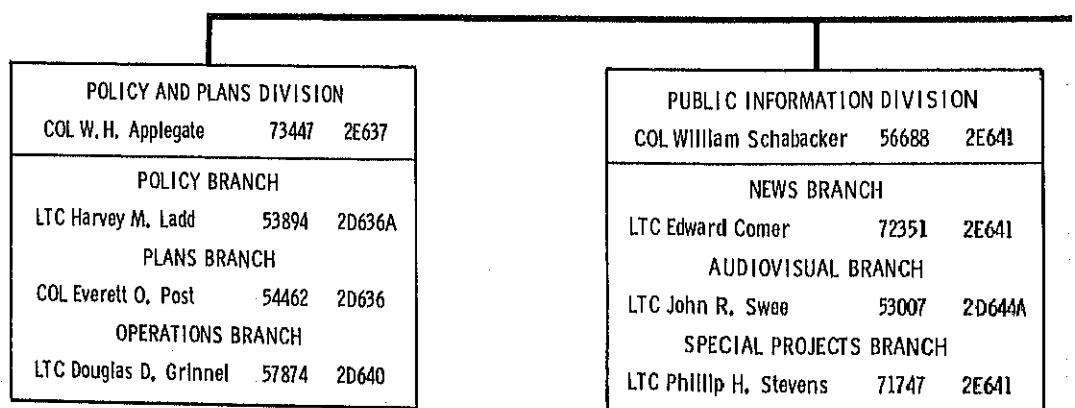 POLICY AND PLANS DIVISION
COL W. H. Applegate 73447 2E637
POLICY BRANCH
LTC Harvey M. Ladd 53894 2D636A
PLANS BRANCH
COL Everett O. Post 54462 2D636
OPERATIONS BRANCH
LTC Douglas D. Grinnel 57874 2D640
PUBLIC INFORMATION DIVISION
COL William Schabacker 56688 2E641
NEWS BRANCH
LTC Edward Comer 72351 2E641
AUDIOVISUAL BRANCH
LTC John R. Swee 53007 2D644A
SPECIAL PROJECTS BRANCH
LTC Phillip H. Stevens 71747 2E641